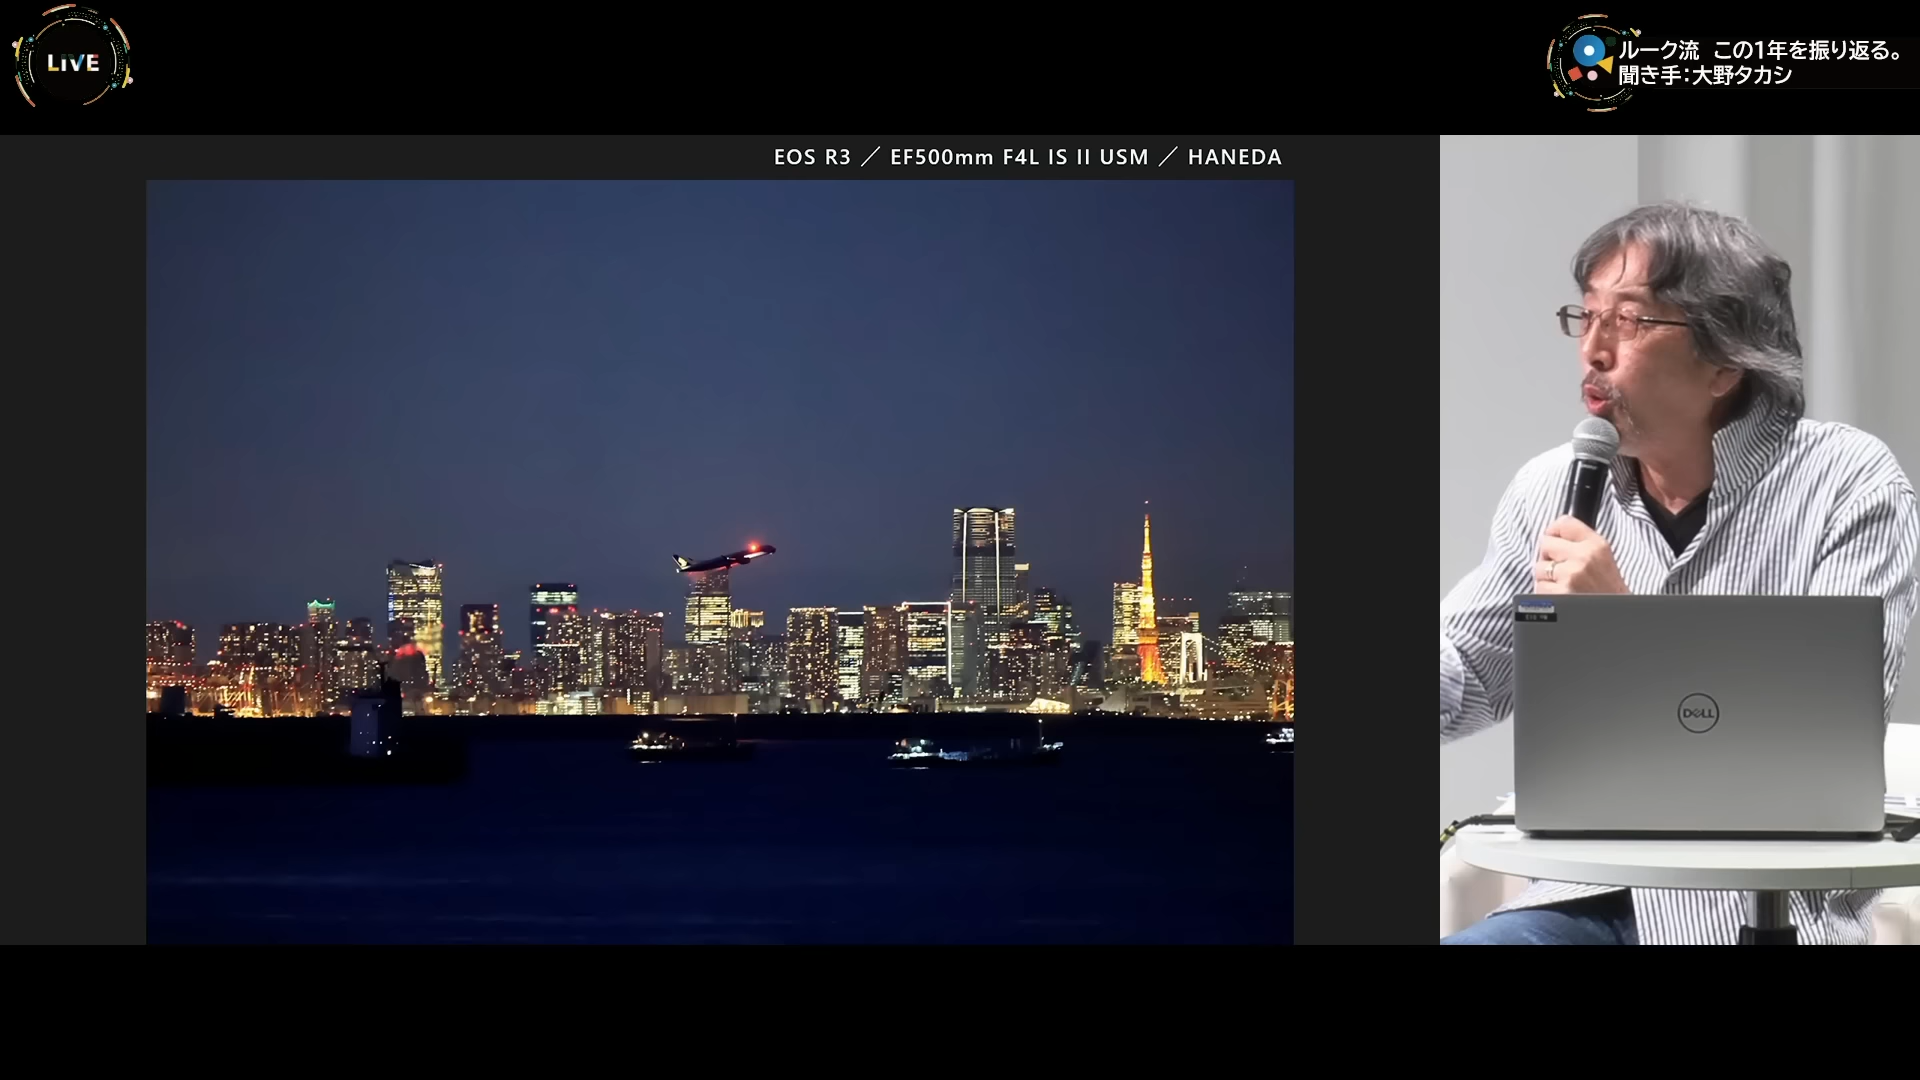 LIVE
ルーク流 この1年を振り返る。
聞き手：大野タカシ
EOS R3 ／ EF500mm F4L IS II USM ／ HANEDA
DELL